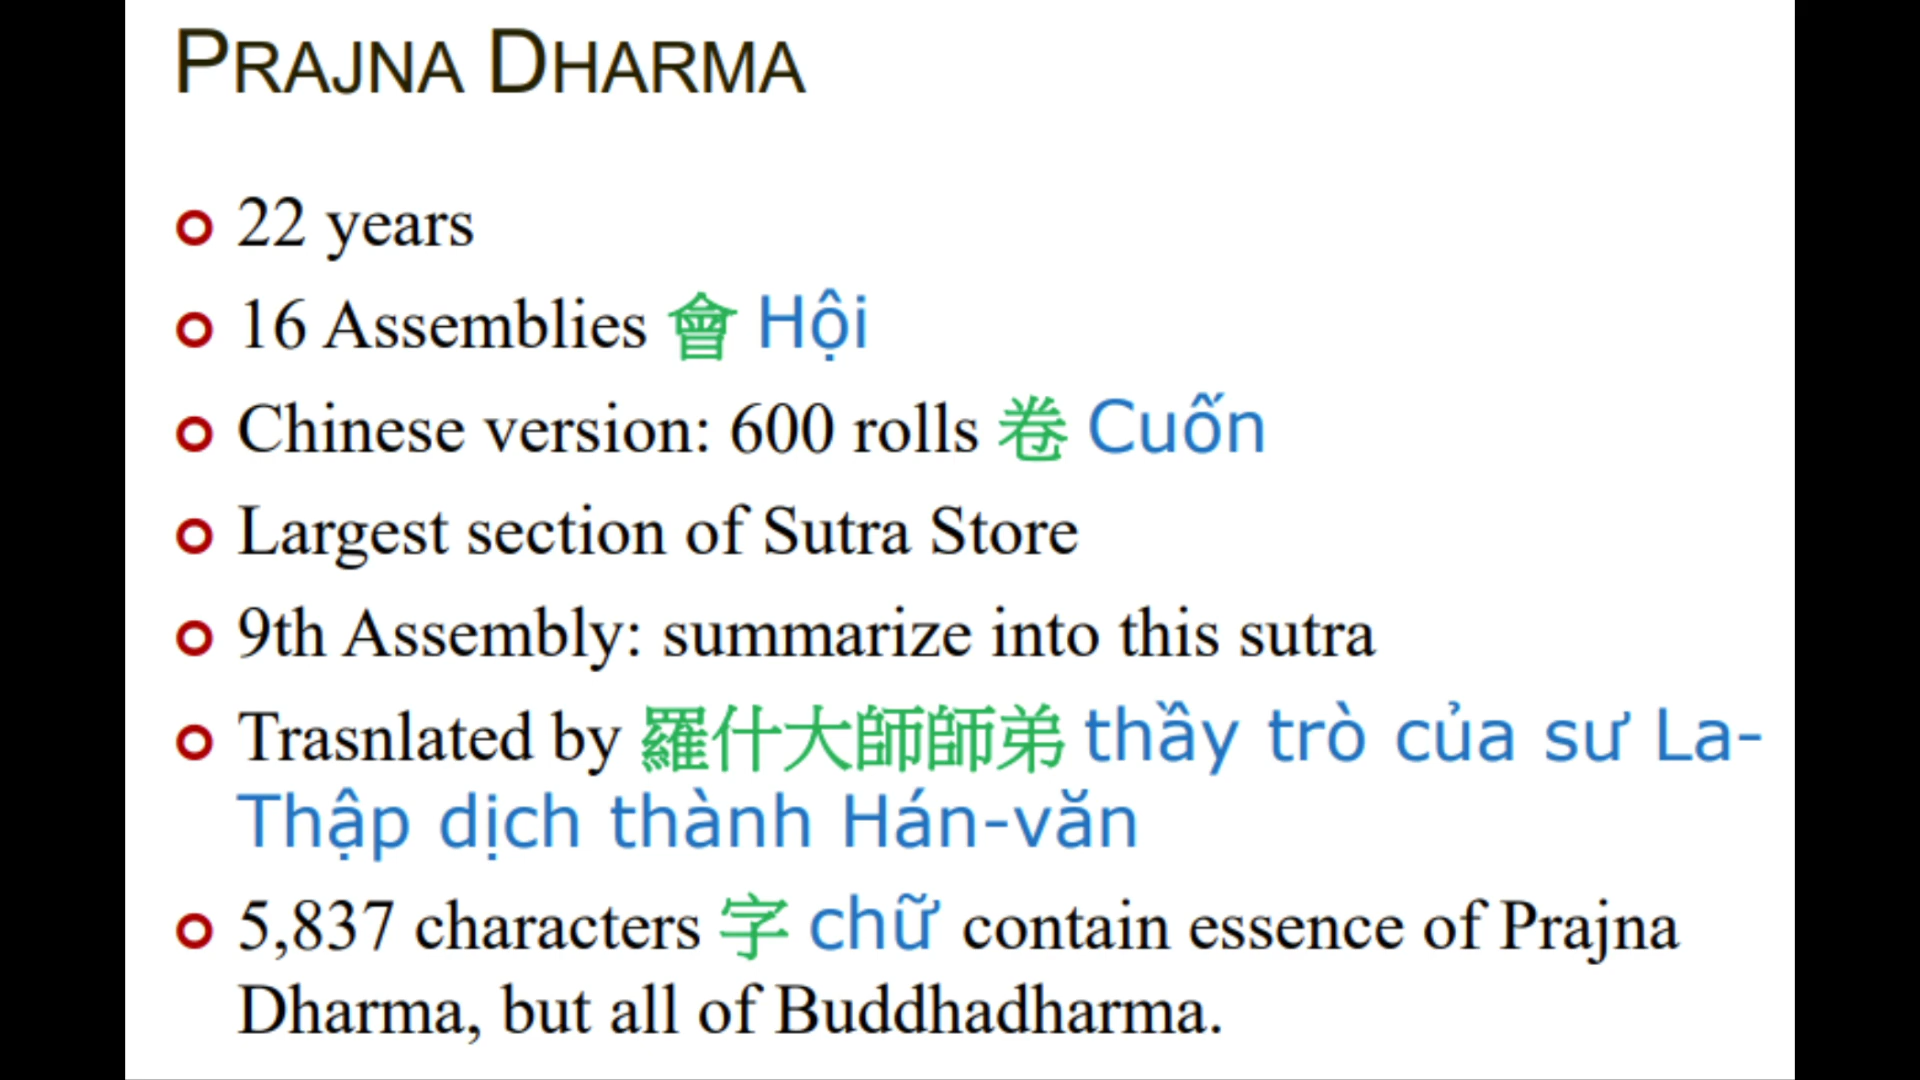 PRAJNA DHARMA
22 years
16 Assemblies 會 Hội
Chinese version: 600 rolls 卷 Cuốn
Largest section of Sutra Store
9th Assembly: summarize into this sutra
Trasnlated by 羅什大師師弟 thầy trò của sư La-
Thập dịch thành Hán-văn
5,837 characters 字 chữ contain essence of Prajna
Dharma, but all of Buddhadharma.